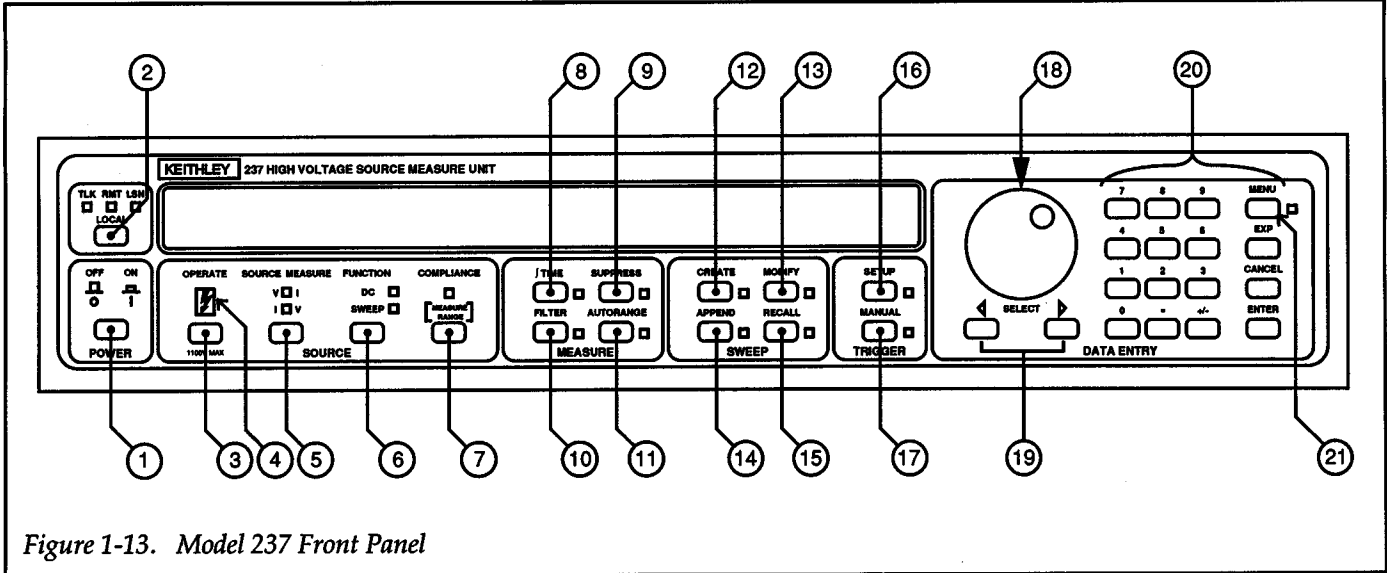 2 8 9 12 13 16 18 20
KEITHLEY 237 HIGH VOLTAGE SOURCE MEASURE UNIT
TLK RMT LSN
LOCAL
OFF ON
O I
POWER
OPERATE SOURCE MEASURE FUNCTION COMPLIANCE
V I DC
I V SWEEP MEASURE RANGE
1100V MAX
SOURCE
∫ TIME SUPPRESS
FILTER AUTORANGE
MEASURE
CREATE MODIFY
APPEND RECALL
SWEEP
SETUP
MANUAL
TRIGGER
SELECT
7 8 9 MENU
4 5 6 EXP
1 2 3 CANCEL
0 +/- ENTER
DATA ENTRY
1 3 4 5 6 7 10 11 14 15 17 19 21
Figure 1-13. Model 237 Front Panel